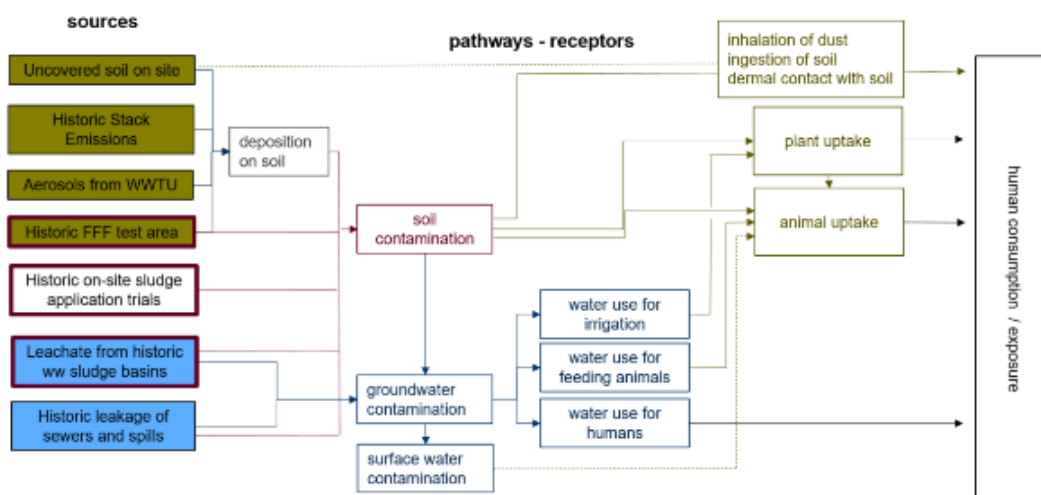 sources
pathways - receptors
Uncovered soil on site
Historic Stack
Emissions
Aerosols from WWTU
Historic FFF test area
Historic on-site sludge
application trials
Leachate from historic
ww sludge basins
Historic leakage of
sewers and spills
deposition
on soil
soil
contamination
groundwater
contamination
surface water
contamination
water use for
irrigation
water use for
feeding animals
water use for
humans
inhalation of dust
ingestion of soil
dermal contact with soil
plant uptake
animal uptake
human consumption / exposure